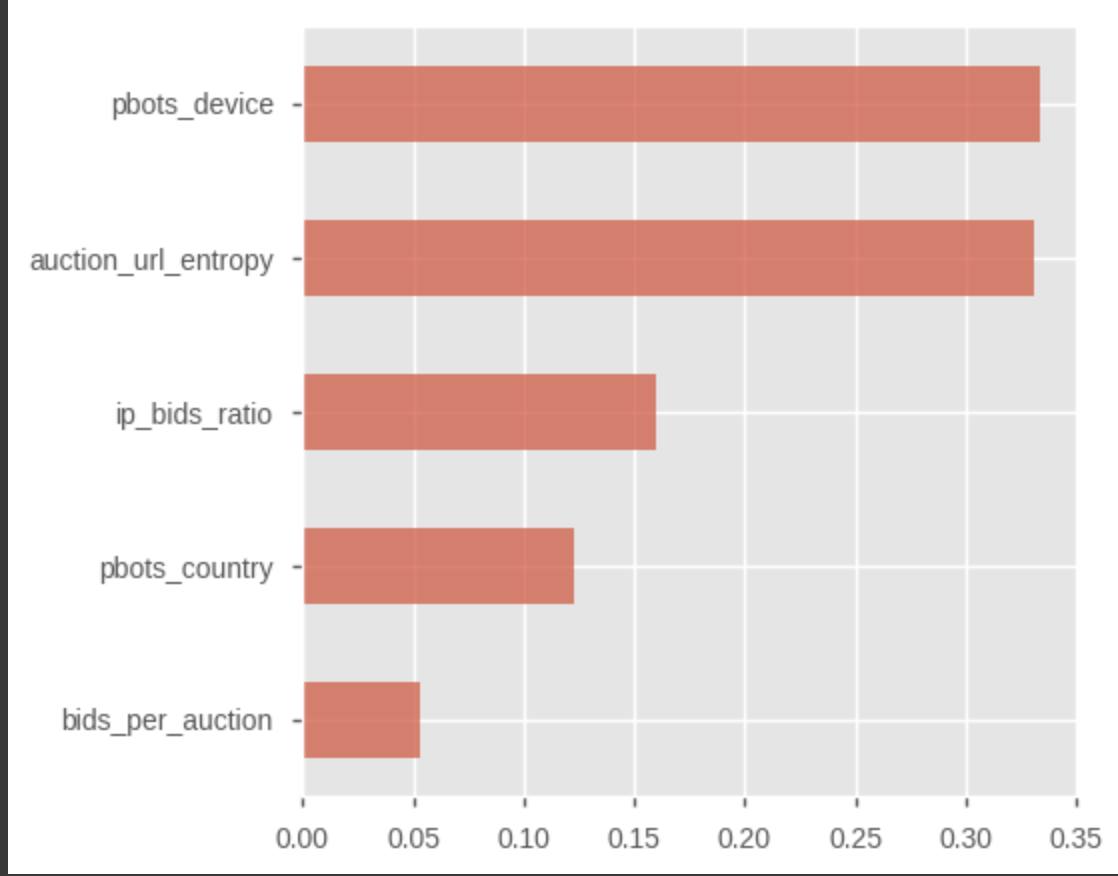 pbots_device
auction_url_entropy
ip_bids_ratio
pbots_country
bids_per_auction
0.00 0.05 0.10 0.15 0.20 0.25 0.30 0.35